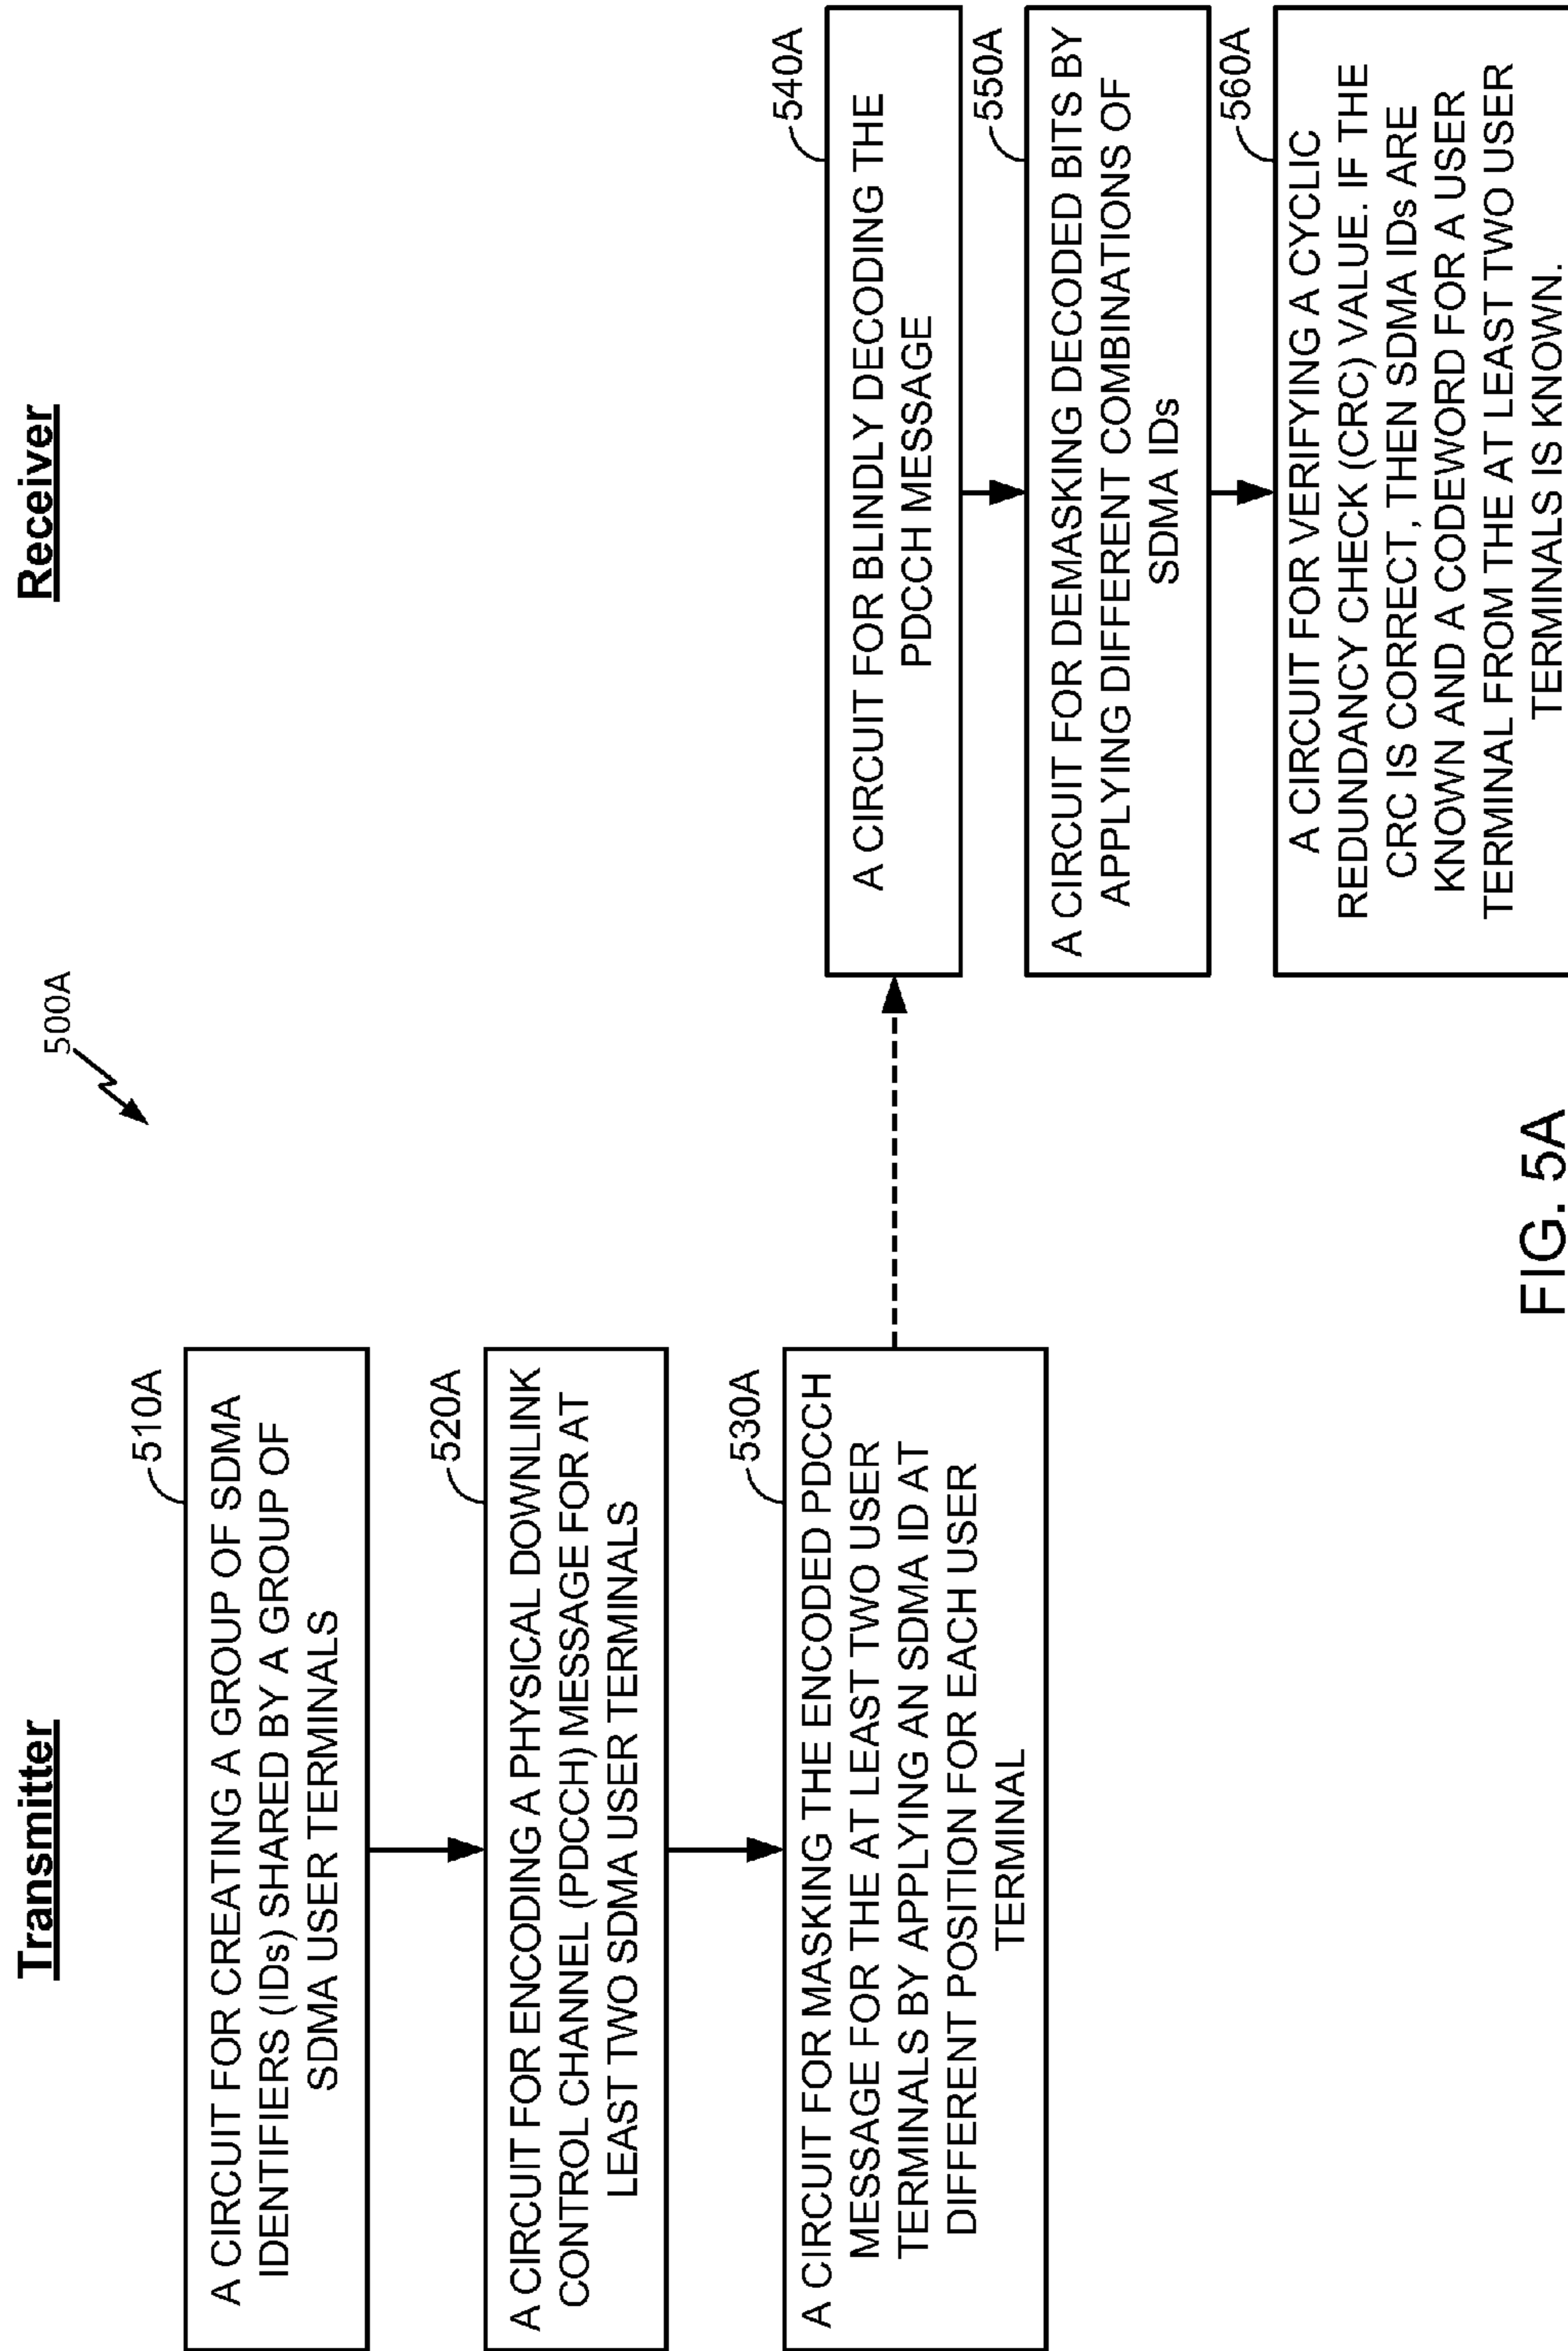 Transmitter
Receiver
500A
510A
A CIRCUIT FOR CREATING A GROUP OF SDMA
IDENTIFIERS (IDs) SHARED BY A GROUP OF
SDMA USER TERMINALS
520A
A CIRCUIT FOR ENCODING A PHYSICAL DOWNLINK
CONTROL CHANNEL (PDCCH) MESSAGE FOR AT
LEAST TWO SDMA USER TERMINALS
530A
A CIRCUIT FOR MASKING THE ENCODED PDCCH
MESSAGE FOR THE AT LEAST TWO USER
TERMINALS BY APPLYING AN SDMA ID AT
DIFFERENT POSITION FOR EACH USER
TERMINAL
540A
A CIRCUIT FOR BLINDLY DECODING THE
PDCCH MESSAGE
550A
A CIRCUIT FOR DEMASKING DECODED BITS BY
APPLYING DIFFERENT COMBINATIONS OF
SDMA IDs
560A
A CIRCUIT FOR VERIFYING A CYCLIC
REDUNDANCY CHECK (CRC) VALUE. IF THE
CRC IS CORRECT, THEN SDMA IDs ARE
KNOWN AND A CODEWORD FOR A USER
TERMINAL FROM THE AT LEAST TWO USER
TERMINALS IS KNOWN.
FIG. 5A